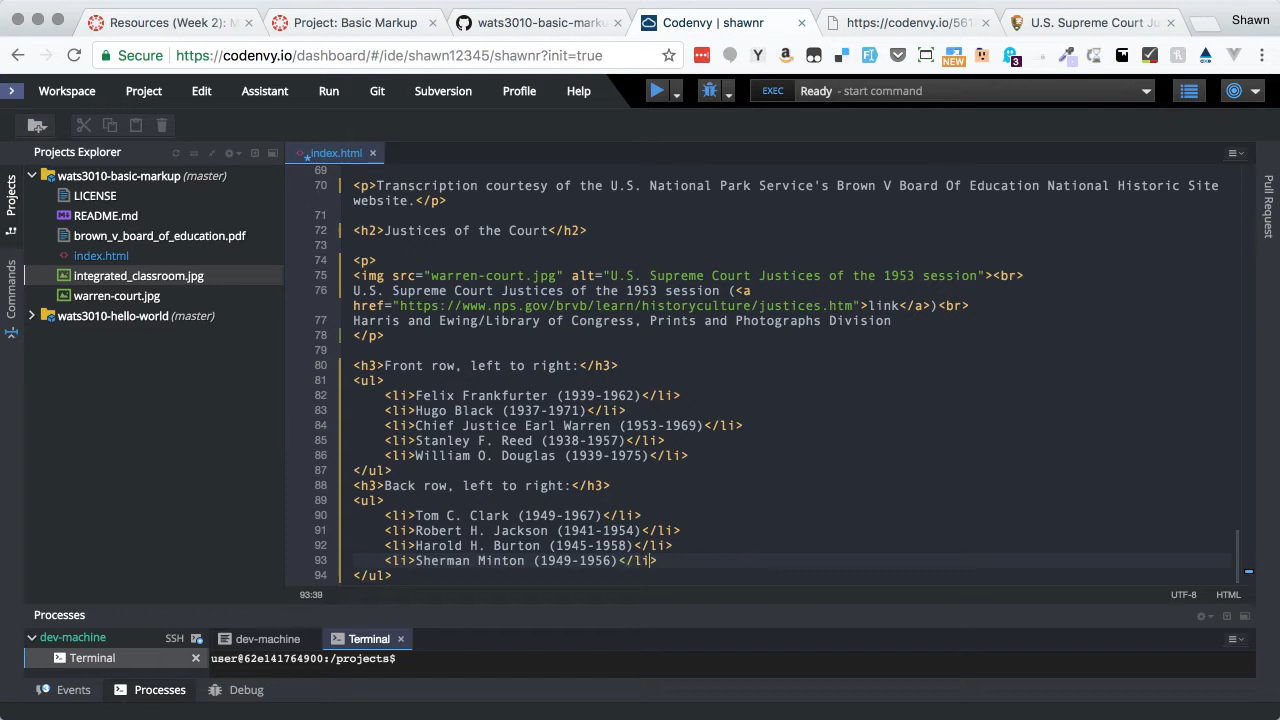 Resources (Week 2): M
Project: Basic Markup
wats3010-basic-marku
Codenvy | shawnr
https://codenvy.io/561
U.S. Supreme Court Ju
Shawn
Secure
https://codenvy.io/dashboard/#/ide/shawn12345/shawnr?init=true
NEW
3
Workspace Project Edit Assistant Run Git Subversion Profile Help
EXEC Ready - start command
Projects Explorer
index.html
Projects
Commands
Pull Request
wats3010-basic-markup (master)
LICENSE
README.md
brown_v_board_of_education.pdf
index.html
integrated_classroom.jpg
warren-court.jpg
wats3010-hello-world (master)
69
70 <p>Transcription courtesy of the U.S. National Park Service's Brown V Board Of Education National Historic Site
website.</p>
71
72 <h2>Justices of the Court</h2>
73
74 <p>
75 <img src="warren-court.jpg" alt="U.S. Supreme Court Justices of the 1953 session"><br>
76 U.S. Supreme Court Justices of the 1953 session (<a
href="https://www.nps.gov/brvb/learn/historyculture/justices.htm">link</a>)<br>
77 Harris and Ewing/Library of Congress, Prints and Photographs Division
78 </p>
79
80 <h3>Front row, left to right:</h3>
81 <ul>
82 <li>Felix Frankfurter (1939-1962)</li>
83 <li>Hugo Black (1937-1971)</li>
84 <li>Chief Justice Earl Warren (1953-1969)</li>
85 <li>Stanley F. Reed (1938-1957)</li>
86 <li>William O. Douglas (1939-1975)</li>
87 </ul>
88 <h3>Back row, left to right:</h3>
89 <ul>
90 <li>Tom C. Clark (1949-1967)</li>
91 <li>Robert H. Jackson (1941-1954)</li>
92 <li>Harold H. Burton (1945-1958)</li>
93 <li>Sherman Minton (1949-1956)</li>
94 </ul>
93:39
UTF-8 HTML
Processes
dev-machine SSH
dev-machine
Terminal
Terminal
user@62e141764900:/projects$
Events
Processes
Debug